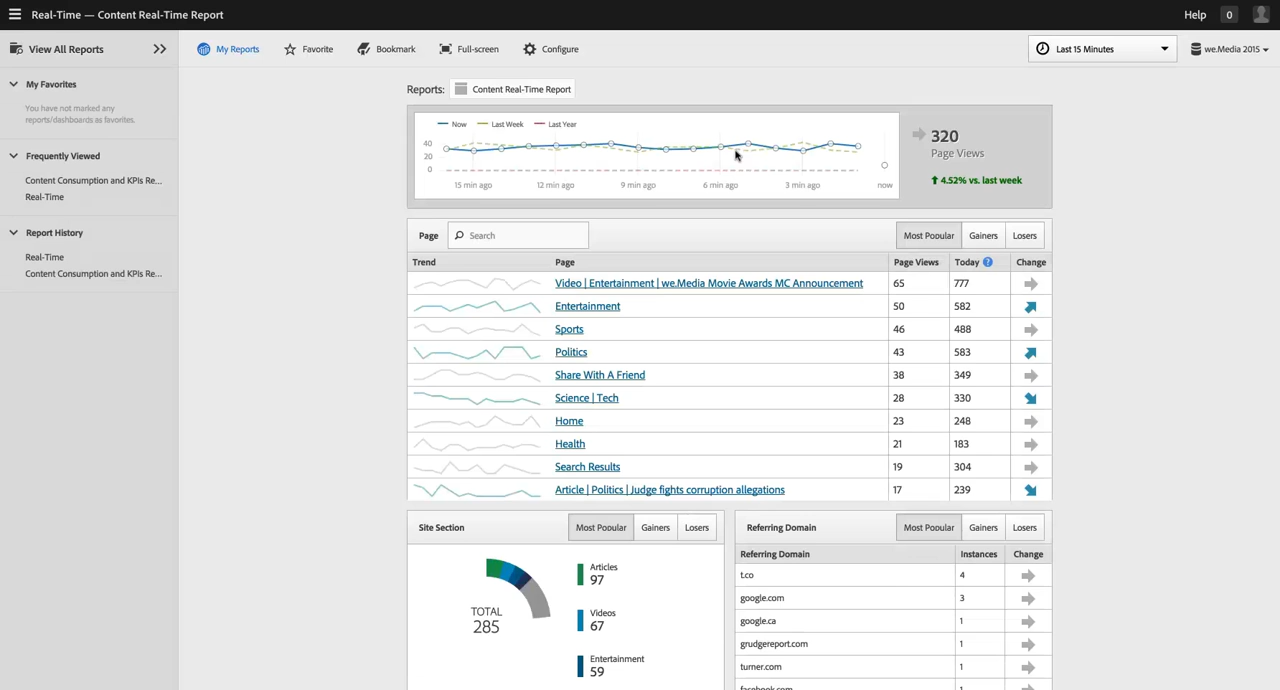 Real-Time — Content Real-Time Report
Help
0
View All Reports
My Reports
Favorite
Bookmark
Full-screen
Configure
Last 15 Minutes
we.Media 2015
My Favorites
You have not marked any
reports/dashboards as favorites.
Frequently Viewed
Content Consumption and KPIs Re...
Real-Time
Report History
Real-Time
Content Consumption and KPIs Re...
Reports:
Content Real-Time Report
Now
Last Week
Last Year
40
20
0
15 min ago
12 min ago
9 min ago
6 min ago
3 min ago
now
320
Page Views
4.52% vs. last week
Page
Search
Most Popular
Gainers
Losers
Trend Page Page Views Today ? Change
Video | Entertainment | we.Media Movie Awards MC Announcement 65 777
Entertainment 50 582
Sports 46 488
Politics 43 583
Share With A Friend 38 349
Science | Tech 28 330
Home 23 248
Health 21 183
Search Results 19 304
Article | Politics | Judge fights corruption allegations 17 239
Site Section
Most Popular
Gainers
Losers
TOTAL
285
Articles
97
Videos
67
Entertainment
59
Referring Domain
Most Popular
Gainers
Losers
Referring Domain Instances Change
t.co 4
google.com 3
google.ca 1
grudgereport.com 1
turner.com 1
facebook.com 1